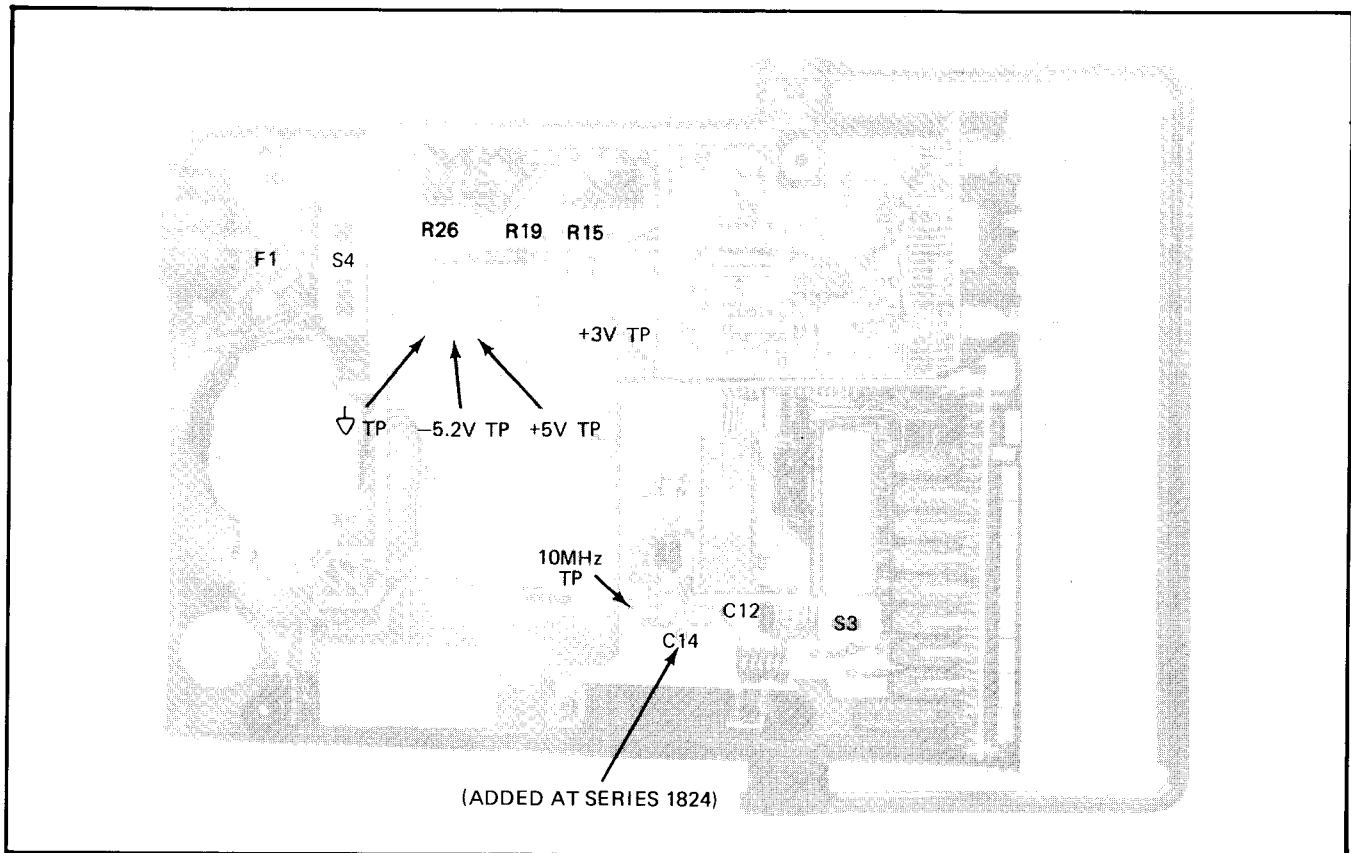 R26 R19 R15
F1 S4
+3V TP
TP −5.2V TP +5V TP
10MHz
TP
C12
S3
C14
(ADDED AT SERIES 1824)